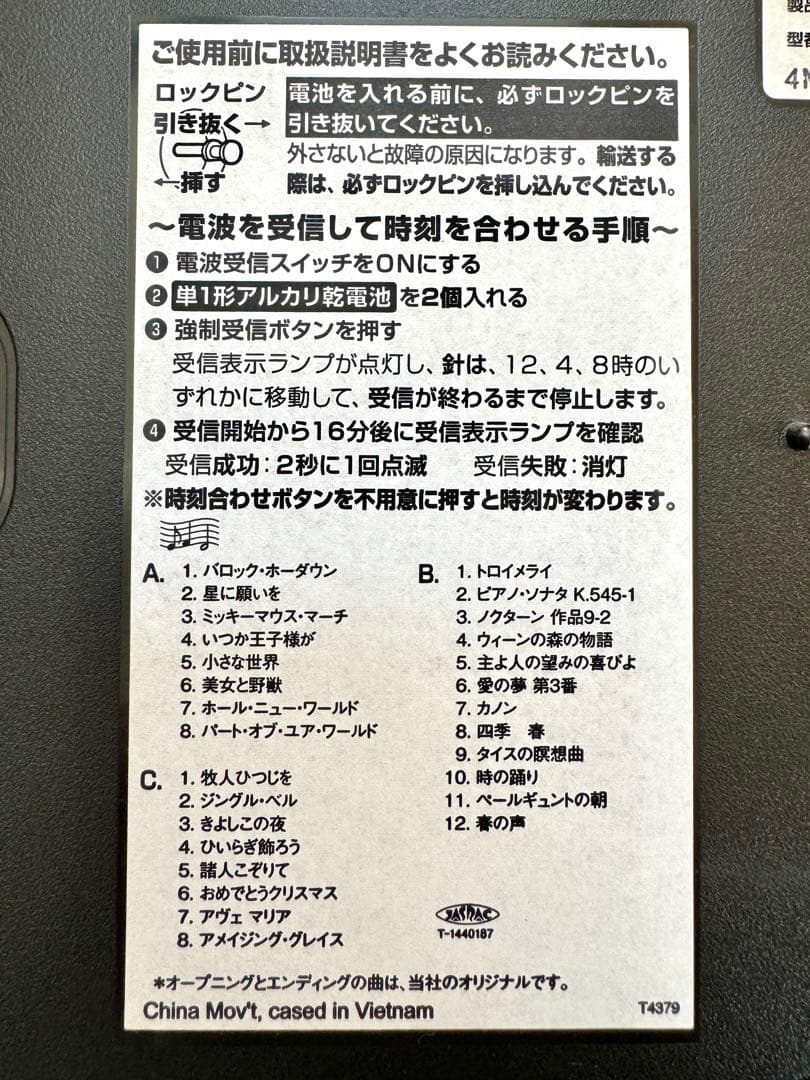 ご使用前に取扱説明書をよくお読みください。
ロックピン
引き抜く→
←挿す
電池を入れる前に、必ずロックピンを
引き抜いてください。
外さないと故障の原因になります。輸送する
際は、必ずロックピンを挿し込んでください。
〜電波を受信して時刻を合わせる手順〜
❶ 電波受信スイッチをONにする
❷ 単1形アルカリ乾電池 を2個入れる
❸ 強制受信ボタンを押す
受信表示ランプが点灯し、針は、12、4、8時のい
ずれかに移動して、受信が終わるまで停止します。
❹ 受信開始から16分後に受信表示ランプを確認
受信成功：2秒に1回点滅 受信失敗：消灯
※時刻合わせボタンを不用意に押すと時刻が変わります。
A. 1. バロック・ホーダウン
2. 星に願いを
3. ミッキーマウス・マーチ
4. いつか王子様が
5. 小さな世界
6. 美女と野獣
7. ホール・ニュー・ワールド
8. パート・オブ・ユア・ワールド
B. 1. トロイメライ
2. ピアノ・ソナタ K.545-1
3. ノクターン 作品9-2
4. ウィーンの森の物語
5. 主よ人の望みの喜びよ
6. 愛の夢 第3番
7. カノン
8. 四季 春
9. タイスの瞑想曲
10. 時の踊り
11. ペールギュントの朝
12. 春の声
C. 1. 牧人ひつじを
2. ジングル・ベル
3. きよしこの夜
4. ひいらぎ飾ろう
5. 諸人こぞりて
6. おめでとうクリスマス
7. アヴェ マリア
8. アメイジング・グレイス
JASRAC
T-1440187
*オープニングとエンディングの曲は、当社のオリジナルです。
China Mov't, cased in Vietnam
T4379
製品
型番